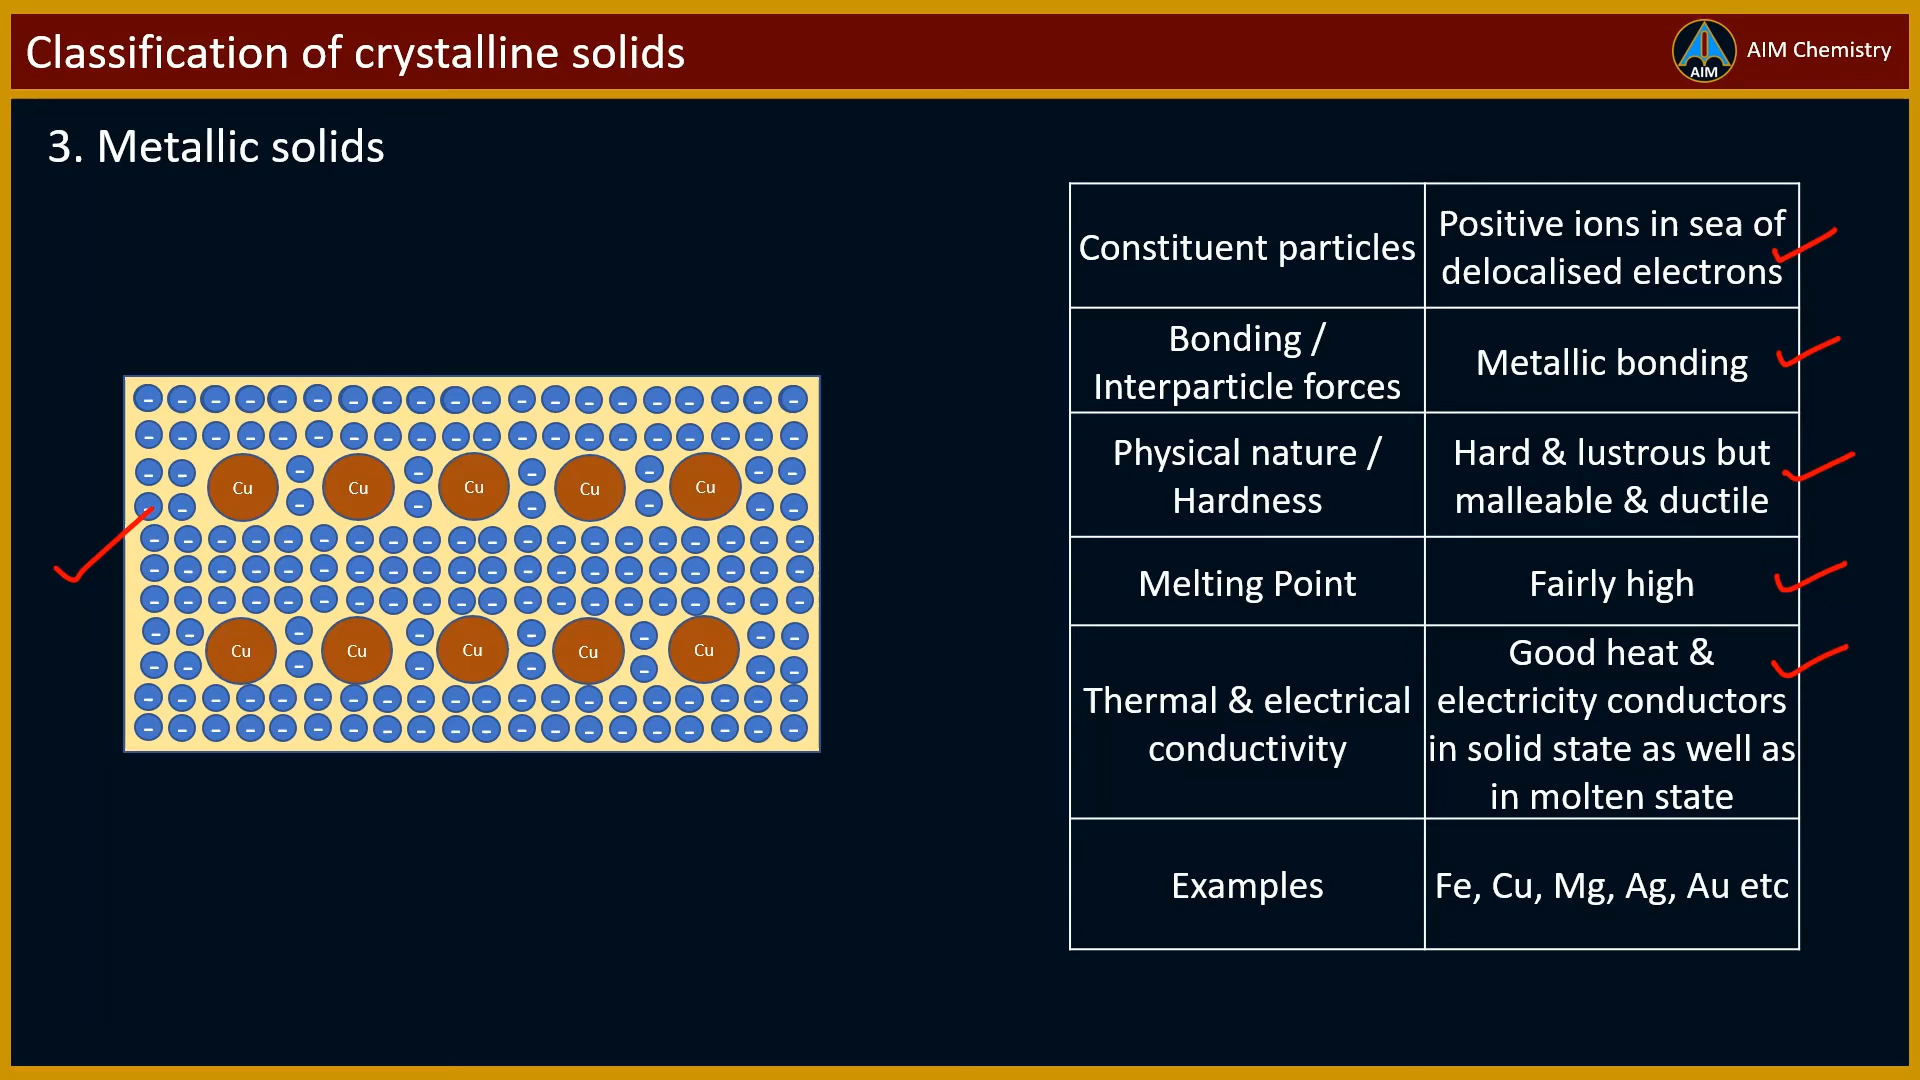 Classification of crystalline solids
AIM
AIM Chemistry
3. Metallic solids
Constituent particles
Positive ions in sea of
delocalised electrons
Bonding /
Interparticle forces
Metallic bonding
Physical nature /
Hardness
Hard & lustrous but
malleable & ductile
Melting Point
Fairly high
Thermal & electrical
conductivity
Good heat &
electricity conductors
in solid state as well as
in molten state
Examples
Fe, Cu, Mg, Ag, Au etc
Cu Cu Cu Cu Cu
Cu Cu Cu Cu Cu